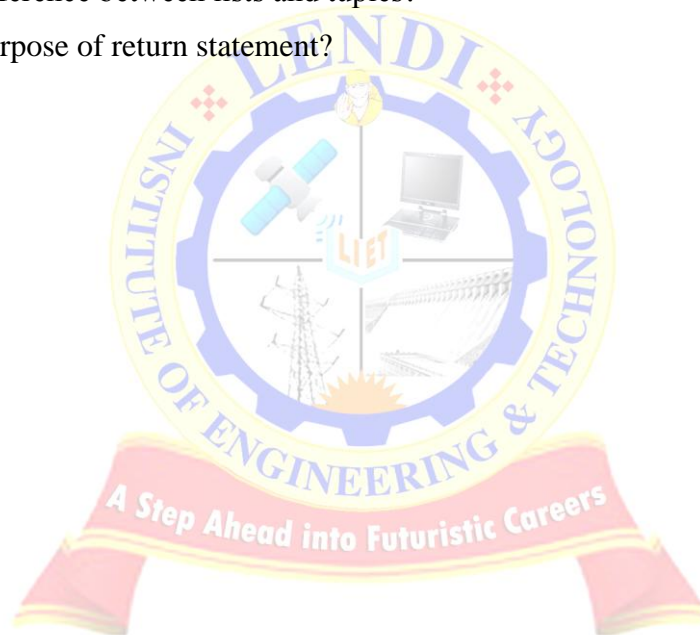 erence between lists and tuples?
rpose of return statement?
LENDI
INSTITUTE OF ENGINEERING & TECHNOLOGY
LIET
A Step Ahead into Futuristic Careers